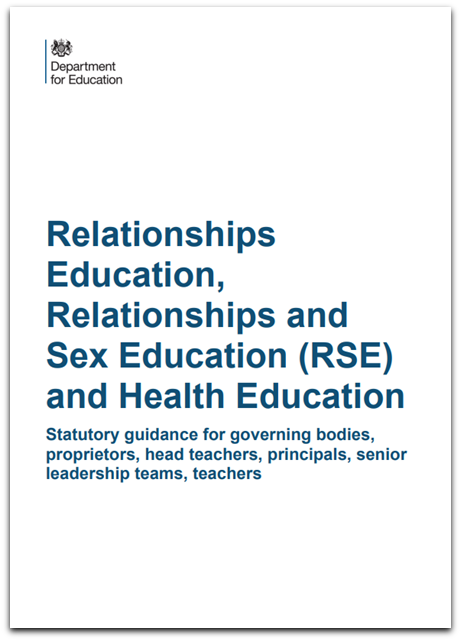 Department
for Education
Relationships
Education,
Relationships and
Sex Education (RSE)
and Health Education
Statutory guidance for governing bodies,
proprietors, head teachers, principals, senior
leadership teams, teachers